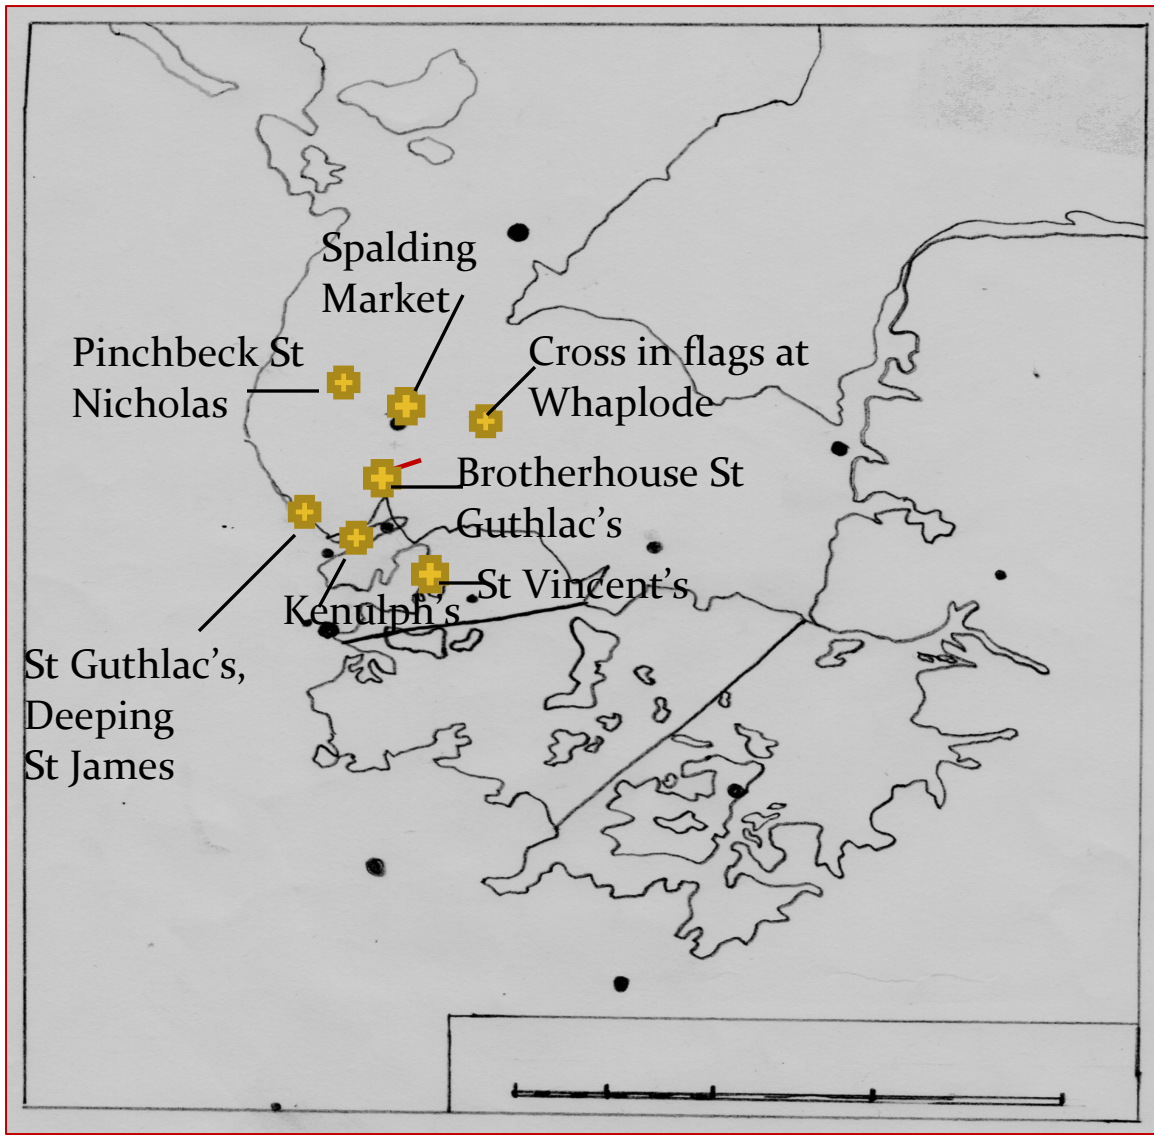 Spalding
Market
Pinchbeck St
Nicholas
Cross in flags at
Whaplode
Brotherhouse St
Guthlac’s
St Vincent’s
Kenulph’s
St Guthlac’s,
Deeping
St James